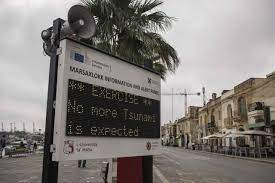 MARSAXLOKK INFORMATION AND ALERT PANEL
** EXERCISE **
No more Tsunami
is expected